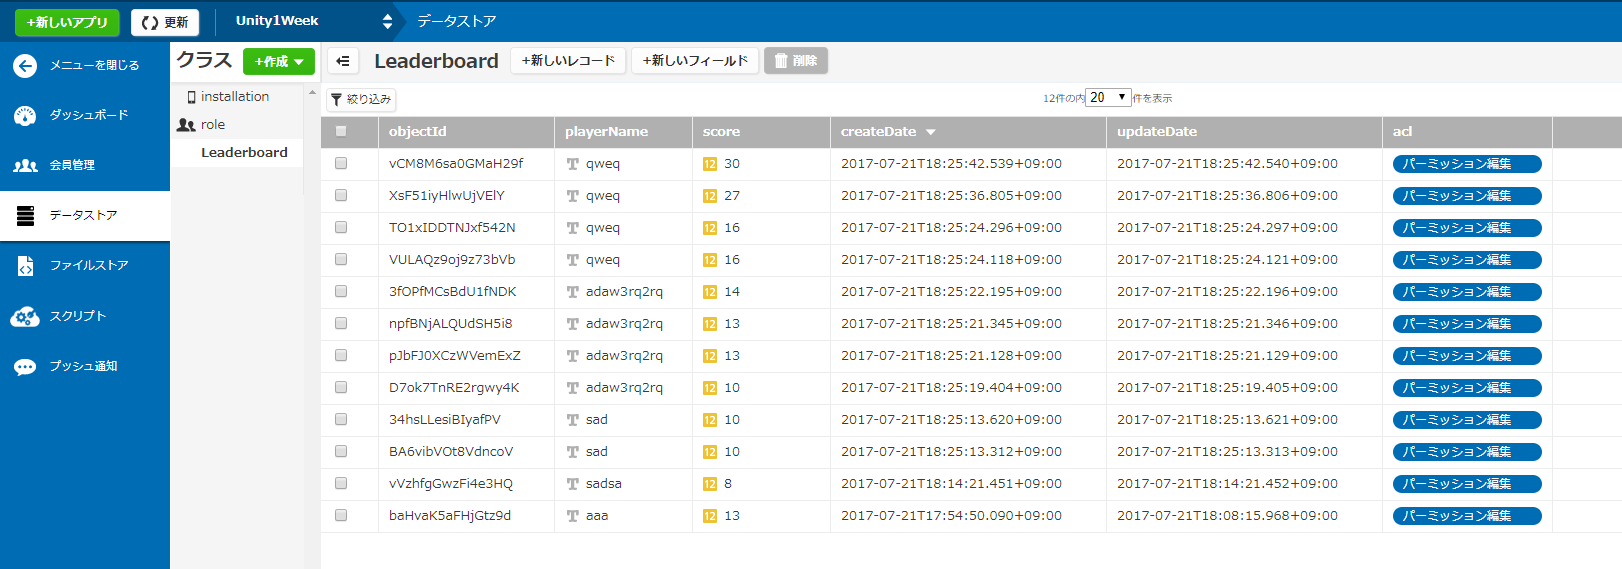 +新しいアプリ 更新 Unity1Week データストア
メニューを閉じる
ダッシュボード
会員管理
データストア
ファイルストア
スクリプト
プッシュ通知
クラス +作成
installation
role
Leaderboard
Leaderboard +新しいレコード +新しいフィールド 削除
絞り込み 12件の内 20 件を表示
objectId playerName score createDate updateDate acl
vCM8M6sa0GMaH29f T qweq 12 30 2017-07-21T18:25:42.539+09:00 2017-07-21T18:25:42.540+09:00 パーミッション編集
XsF51iyHlwUjVElY T qweq 12 27 2017-07-21T18:25:36.805+09:00 2017-07-21T18:25:36.806+09:00 パーミッション編集
TO1xIDDTNJxf542N T qweq 12 16 2017-07-21T18:25:24.296+09:00 2017-07-21T18:25:24.297+09:00 パーミッション編集
VULAQz9oj9z73bVb T qweq 12 16 2017-07-21T18:25:24.118+09:00 2017-07-21T18:25:24.121+09:00 パーミッション編集
3fOPfMCsBdU1fNDK T adaw3rq2rq 12 14 2017-07-21T18:25:22.195+09:00 2017-07-21T18:25:22.196+09:00 パーミッション編集
npfBNjALQUdSH5i8 T adaw3rq2rq 12 13 2017-07-21T18:25:21.345+09:00 2017-07-21T18:25:21.346+09:00 パーミッション編集
pJbFJ0XCzWVemExZ T adaw3rq2rq 12 13 2017-07-21T18:25:21.128+09:00 2017-07-21T18:25:21.129+09:00 パーミッション編集
D7ok7TnRE2rgwy4K T adaw3rq2rq 12 10 2017-07-21T18:25:19.404+09:00 2017-07-21T18:25:19.405+09:00 パーミッション編集
34hsLLesiBIyafPV T sad 12 10 2017-07-21T18:25:13.620+09:00 2017-07-21T18:25:13.621+09:00 パーミッション編集
BA6vibVOt8VdncoV T sad 12 10 2017-07-21T18:25:13.312+09:00 2017-07-21T18:25:13.313+09:00 パーミッション編集
vVzhfgGwzFi4e3HQ T sadsa 12 8 2017-07-21T18:14:21.451+09:00 2017-07-21T18:14:21.452+09:00 パーミッション編集
baHvaK5aFHjGtz9d T aaa 12 13 2017-07-21T17:54:50.090+09:00 2017-07-21T18:08:15.968+09:00 パーミッション編集